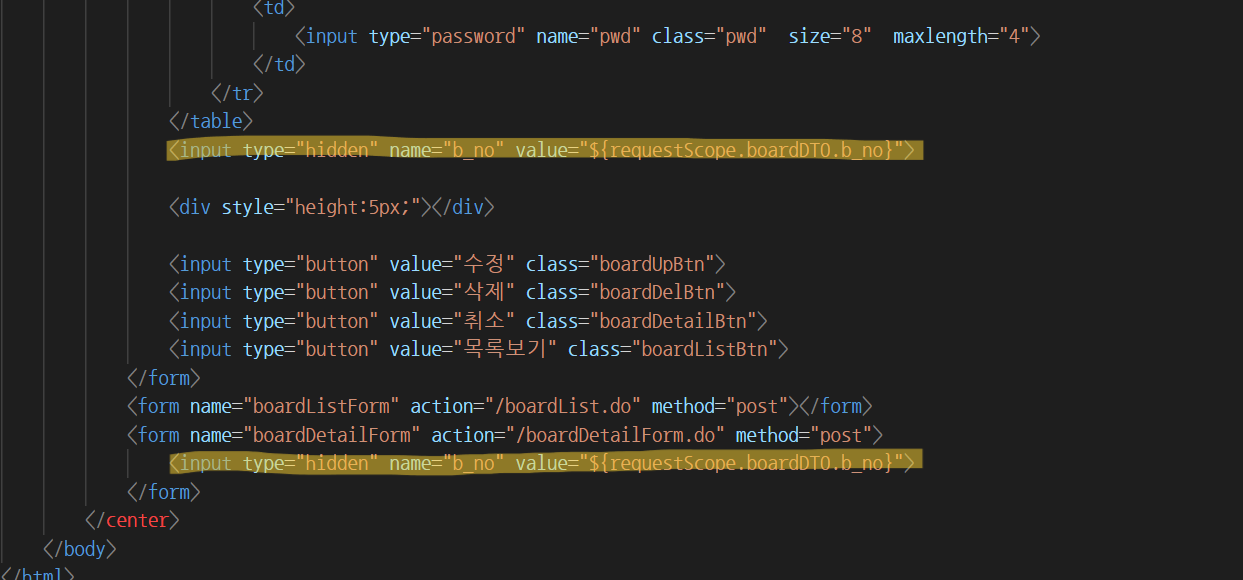 <td>
<input type="password" name="pwd" class="pwd"  size="8"  maxlength="4">
</td>
</tr>
</table>
<input type="hidden" name="b_no" value="${requestScope.boardDTO.b_no}">
<div style="height:5px;"></div>
<input type="button" value="수정" class="boardUpBtn">
<input type="button" value="삭제" class="boardDelBtn">
<input type="button" value="취소" class="boardDetailBtn">
<input type="button" value="목록보기" class="boardListBtn">
</form>
<form name="boardListForm" action="/boardList.do" method="post"></form>
<form name="boardDetailForm" action="/boardDetailForm.do" method="post">
<input type="hidden" name="b_no" value="${requestScope.boardDTO.b_no}">
</form>
</center>
</body>
</html>